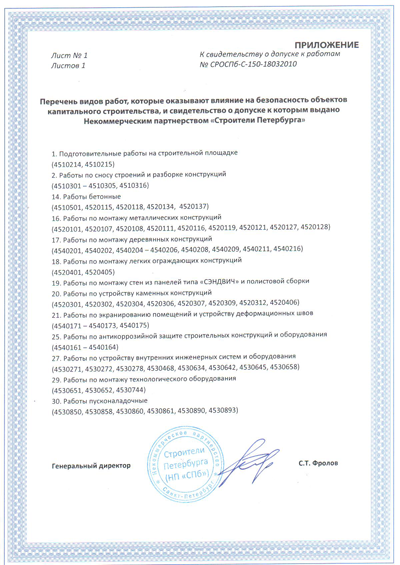 ПРИЛОЖЕНИЕ
Лист № 1
К свидетельству о допуске к работам
Листов 1
№ СРОСПб-С-150-18032010
Перечень видов работ, которые оказывают влияние на безопасность объектов
капитального строительства, и свидетельство о допуске к которым выдано
Некоммерческим партнерством «Строители Петербурга»
1. Подготовительные работы на строительной площадке
(4510214, 4510215)
2. Работы по сносу строений и разборке конструкций
(4510301 – 4510305, 4510316)
14. Работы бетонные
(4510501, 4520115, 4520118, 4520134, 4520137)
16. Работы по монтажу металлических конструкций
(4520101, 4520107, 4520108, 4520111, 4520116, 4520119, 4520121, 4520127, 4520128)
17. Работы по монтажу деревянных конструкций
(4540201, 4540202, 4540204 – 4540206, 4540208, 4540209, 4540211, 4540216)
18. Работы по монтажу легких ограждающих конструкций
(4520401, 4520405)
19. Работы по монтажу стен из панелей типа «СЭНДВИЧ» и полистовой сборки
20. Работы по устройству каменных конструкций
(4520301, 4520302, 4520304, 4520306, 4520307, 4520309, 4520312, 4520406)
21. Работы по экранированию помещений и устройству деформационных швов
(4540171 – 4540173, 4540175)
25. Работы по антикоррозийной защите строительных конструкций и оборудования
(4540161 – 4540164)
27. Работы по устройству внутренних инженерных систем и оборудования
(4530271, 4530272, 4530278, 4530468, 4530634, 4530642, 4530645, 4530658)
29. Работы по монтажу технологического оборудования
(4530651, 4530652, 4530744)
30. Работы пусконаладочные
(4530850, 4530858, 4530860, 4530861, 4530890, 4530893)
Некоммерческое партнерство
Строители
Петербурга
(НП «СПб»)
Санкт-Петербург
Генеральный директор
С.Т. Фролов